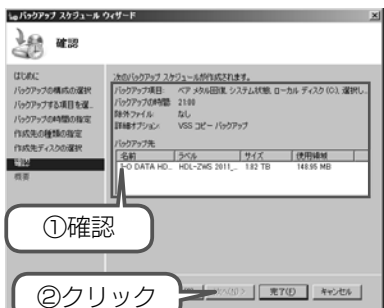 バックアップ スケジュール ウィザード
確認
はじめに
バックアップの構成の選択
バックアップする項目を選...
バックアップの時間の指定
作成先の種類の指定
作成先ディスクの選択
確認
概要
次のバックアップ スケジュールが作成されます。
バックアップ項目: ベア メタル回復, システム状態, ローカル ディスク (C:), 選択し...
バックアップの時間: 21:00
除外ファイル: なし
詳細オプション: VSS コピー バックアップ
バックアップ先
名前 ラベル サイズ 使用領域
I-O DATA HD... HDL-ZWS 2011_... 1.82 TB 148.95 MB
①確認
②クリック
完了(F) キャンセル